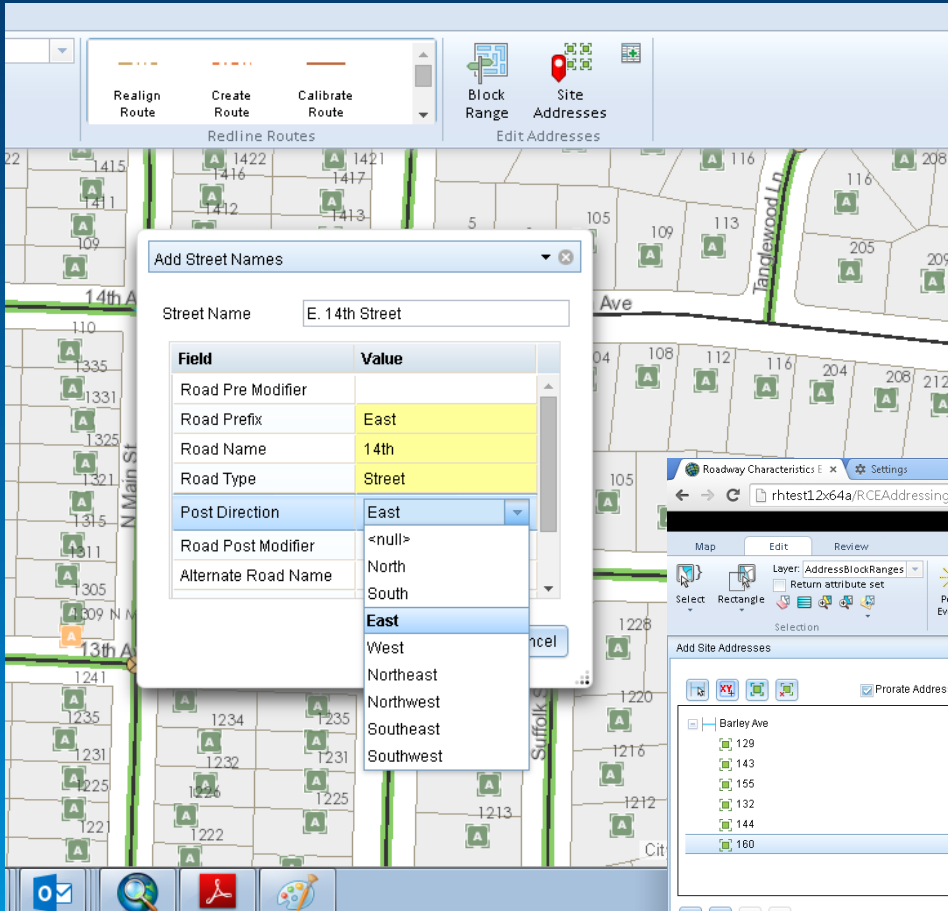 Realign Route
Create Route
Calibrate Route
Redline Routes
Block Range
Site Addresses
Edit Addresses
22
1415
1422
1416
1421
1417
116
208
1411
1412
1413
5
105
109
113
116
109
205
209
Tanglewood Ln
14th A
Ave
110
1335
1331
1325
1321
1315
1311
1305
1309 N M
N Main St
13th A
04
108
112
116
204
208
212
105
Add Street Names
Street Name
E. 14th Street
Field Value
Road Pre Modifier
Road Prefix East
Road Name 14th
Road Type Street
Post Direction East
Road Post Modifier
Alternate Road Name
<null>
North
South
East
West
Northeast
Northwest
Southeast
Southwest
ncel
1228
1220
1216
1212
Suffolk S
1241
1235
1231
1225
1221
1234
1232
1226
1222
1235
1231
1225
1213
Cit
Roadway Characteristics E
Settings
rhtest12x64a/RCEAddressing
Map Edit Review
Select
Rectangle
Layer: AddressBlockRanges
Return attribute set
Selection
Add Site Addresses
XY
Prorate Addres
Barley Ave
129
143
155
132
144
160